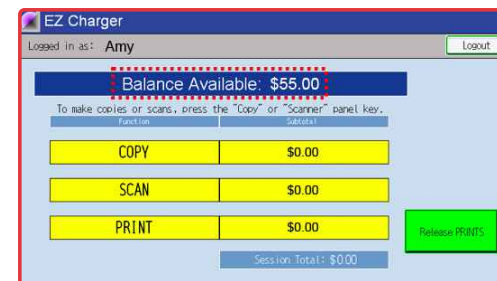 EZ Charger
Logged in as: Amy
Logout
Balance Available: $55.00
To make copies or scans, press the "Copy" or "Scanner" panel key.
Function Subtotal
COPY $0.00
SCAN $0.00
PRINT $0.00
Release PRINTS
Session Total: $0.00